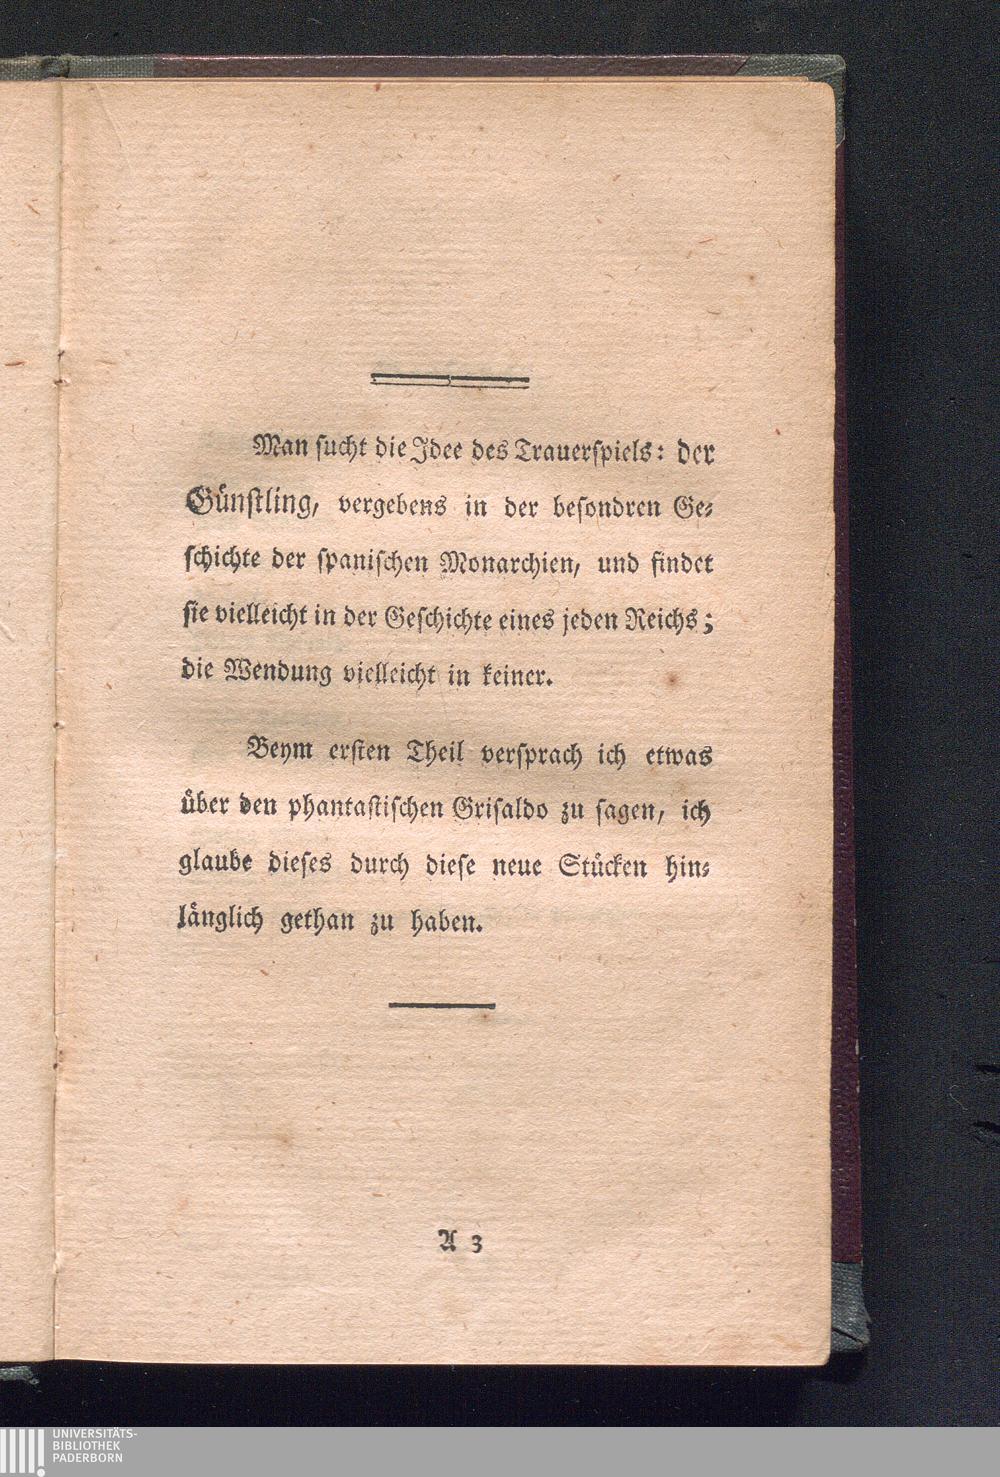 Man ſucht die Idee des Trauerſpiels: der
Günſtling, vergebens in der beſondren Ge⸗
ſchichte der ſpaniſchen Monarchien, und findet
ſie vielleicht in der Geſchichte eines jeden Reichs;
die Wendung vielleicht in keiner.
Beym erſten Theil verſprach ich etwas
über den phantaſtiſchen Griſaldo zu ſagen, ich
glaube dieſes durch dieſe neue Stücken hin⸗
länglich gethan zu haben.
A 3
UNIVERSITÄTS-
BIBLIOTHEK
PADERBORN